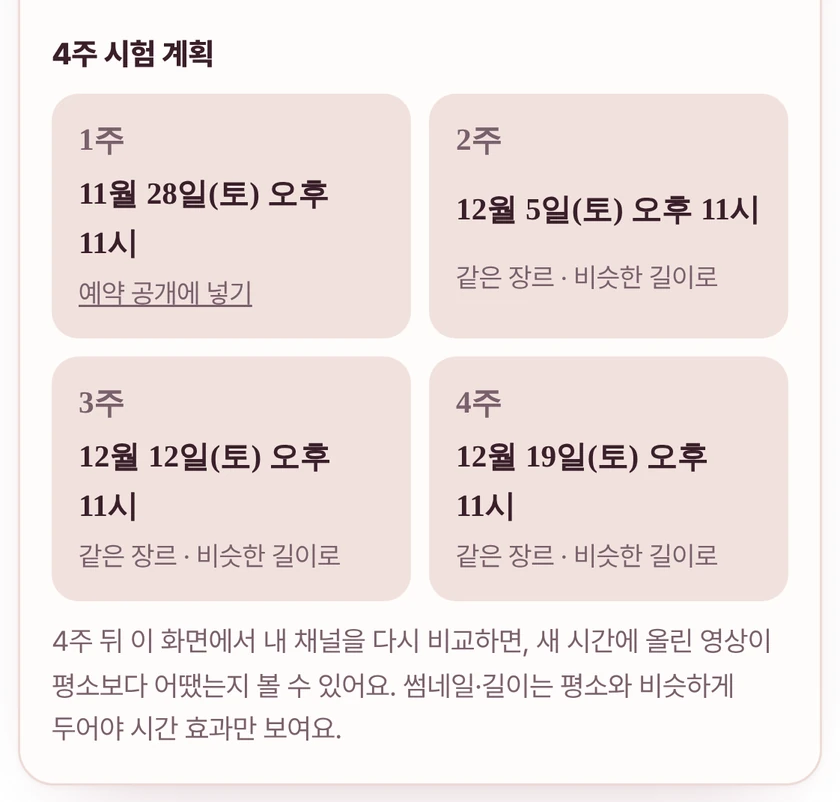 4주 시험 계획
1주
11월 28일(토) 오후
11시
예약 공개에 넣기
2주
12월 5일(토) 오후 11시
같은 장르 · 비슷한 길이로
3주
12월 12일(토) 오후
11시
같은 장르 · 비슷한 길이로
4주
12월 19일(토) 오후
11시
같은 장르 · 비슷한 길이로
4주 뒤 이 화면에서 내 채널을 다시 비교하면, 새 시간에 올린 영상이
평소보다 어땠는지 볼 수 있어요. 썸네일·길이는 평소와 비슷하게
두어야 시간 효과만 보여요.